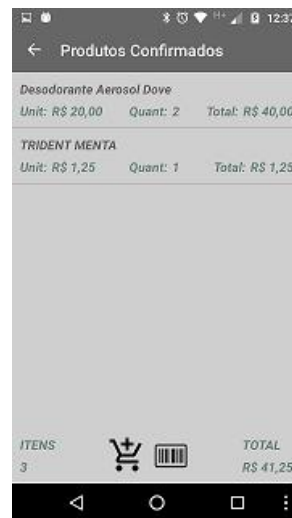 H+ 12:37
Produtos Confirmados
Desodorante Aerosol Dove
Unit: R$ 20,00 Quant: 2 Total: R$ 40,00
TRIDENT MENTA
Unit: R$ 1,25 Quant: 1 Total: R$ 1,25
ITENS TOTAL
3 R$ 41,25